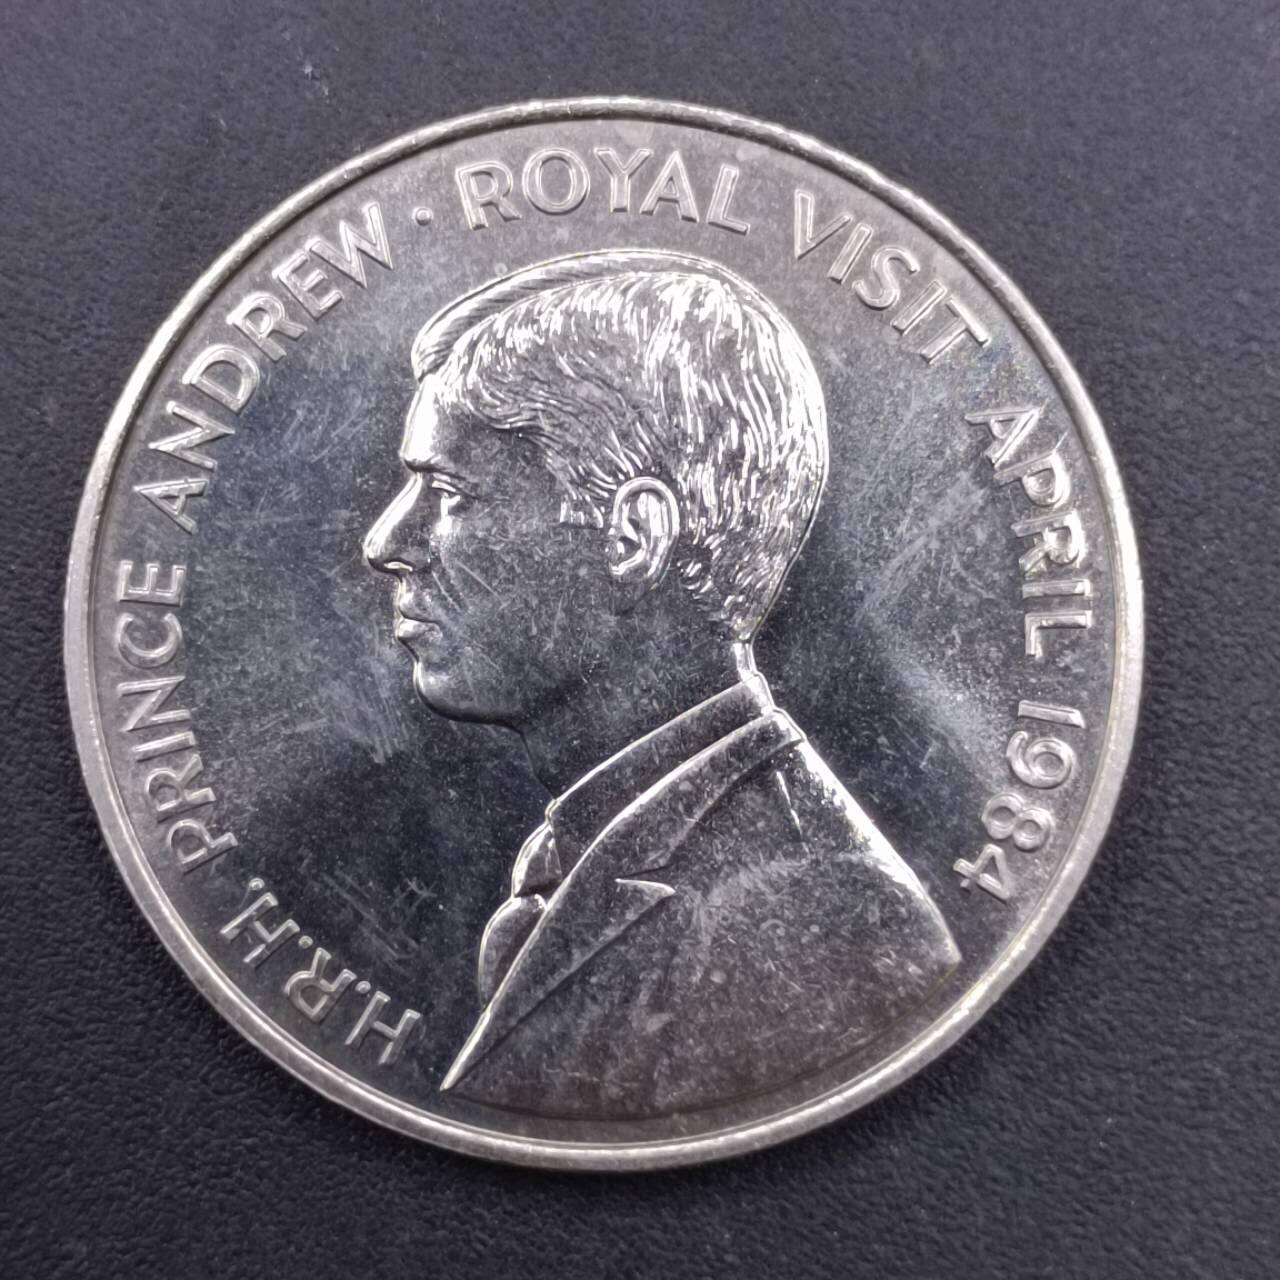 H.R.H. PRINCE ANDREW · ROYAL VISIT APRIL 1984